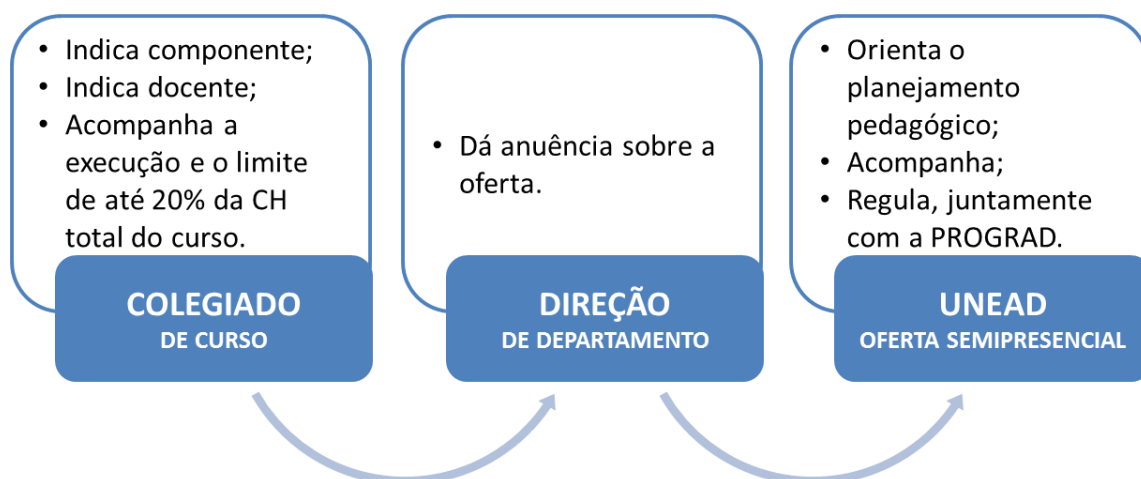 • Indica componente;
• Indica docente;
• Acompanha a
execução e o limite
de até 20% da CH
total do curso.
COLEGIADO
DE CURSO
• Dá anuência sobre a
oferta.
DIREÇÃO
DE DEPARTAMENTO
• Orienta o
planejamento
pedagógico;
• Acompanha;
• Regula, juntamente
com a PROGRAD.
UNEAD
OFERTA SEMIPRESENCIAL